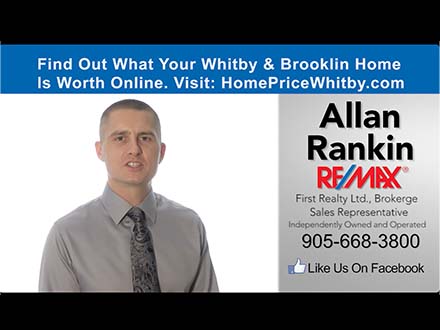 Find Out What Your Whitby & Brooklin Home
Is Worth Online. Visit: HomePriceWhitby.com
Allan
Rankin
RE/MAX®
First Realty Ltd., Brokerge
Sales Representative
Independently Owned and Operated
905-668-3800
Like Us On Facebook